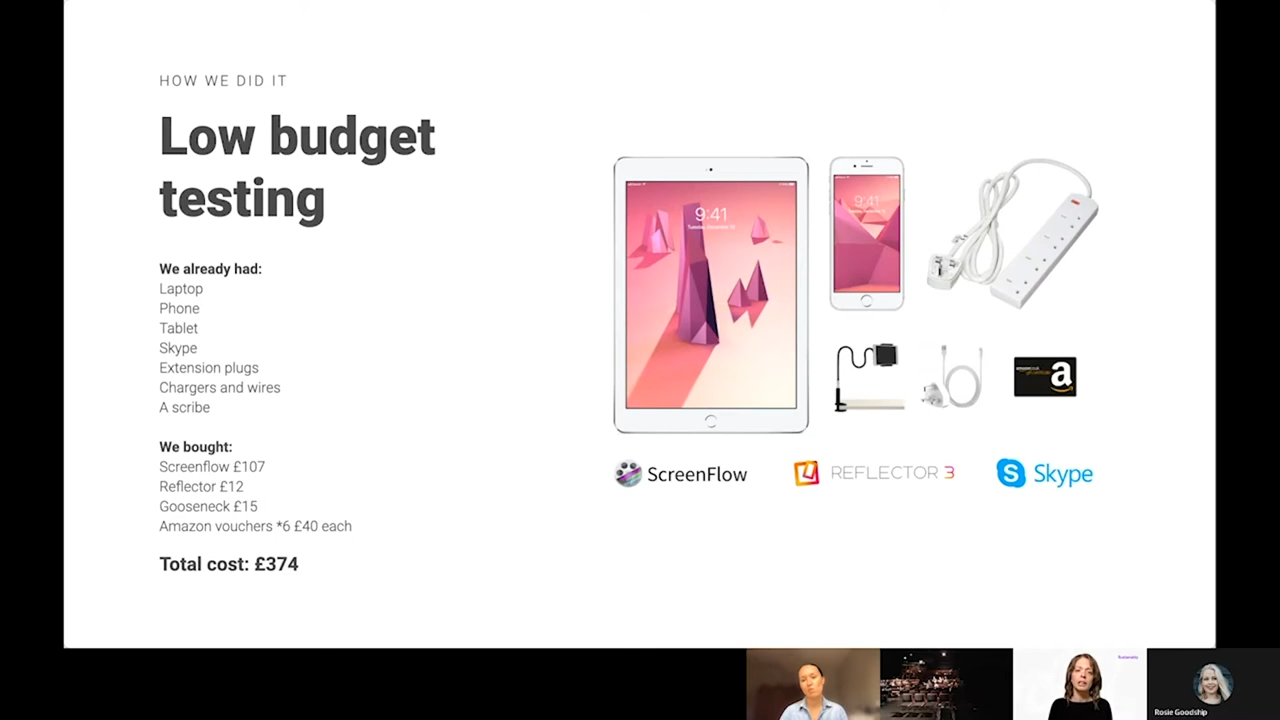 HOW WE DID IT
Low budget
testing
We already had:
Laptop
Phone
Tablet
Skype
Extension plugs
Chargers and wires
A scribe
We bought:
Screenflow £107
Reflector £12
Gooseneck £15
Amazon vouchers *6 £40 each
Total cost: £374
9:41
9:41
a
ScreenFlow
REFLECTOR 3
S Skype
Rosie Goodship